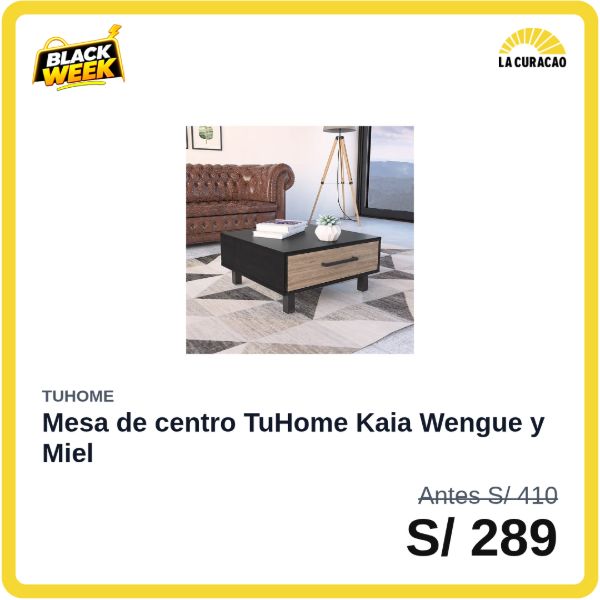 BLACK
WEEK
LA CURACAO
TUHOME
Mesa de centro TuHome Kaia Wengue y
Miel
Antes S/ 410
S/ 289